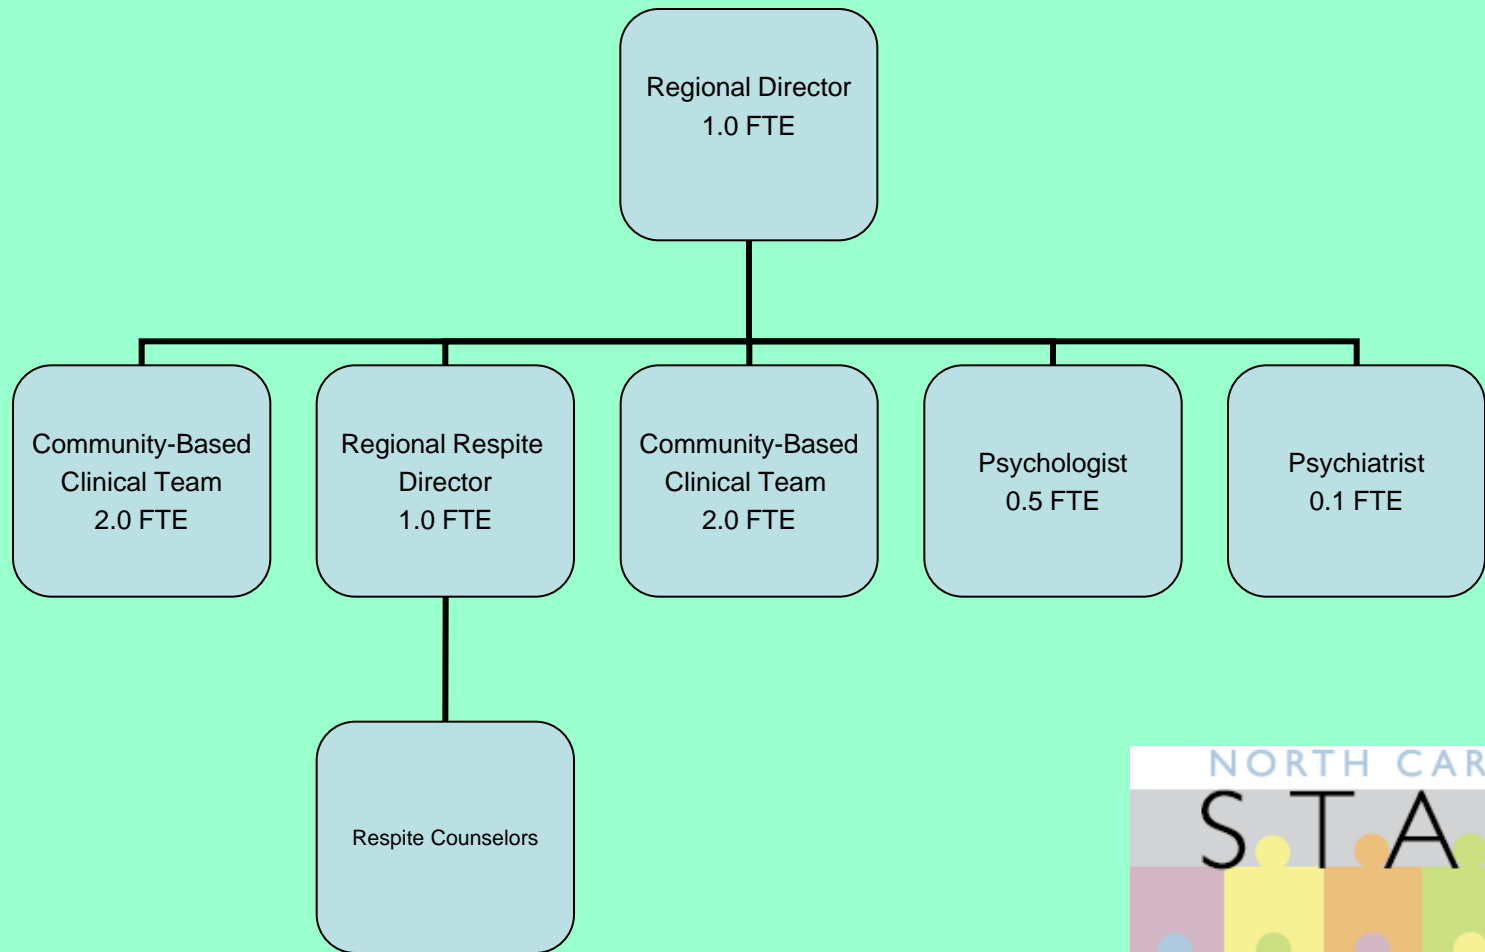 Regional Director
1.0 FTE
Community-Based
Clinical Team
2.0 FTE
Regional Respite
Director
1.0 FTE
Community-Based
Clinical Team
2.0 FTE
Psychologist
0.5 FTE
Psychiatrist
0.1 FTE
Respite Counselors
NORTH CAR
STA